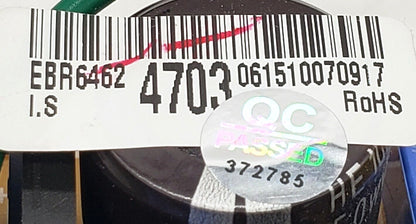 EBR6462 4703 061510070917
I.S RoHS
QC
PASSED
372785